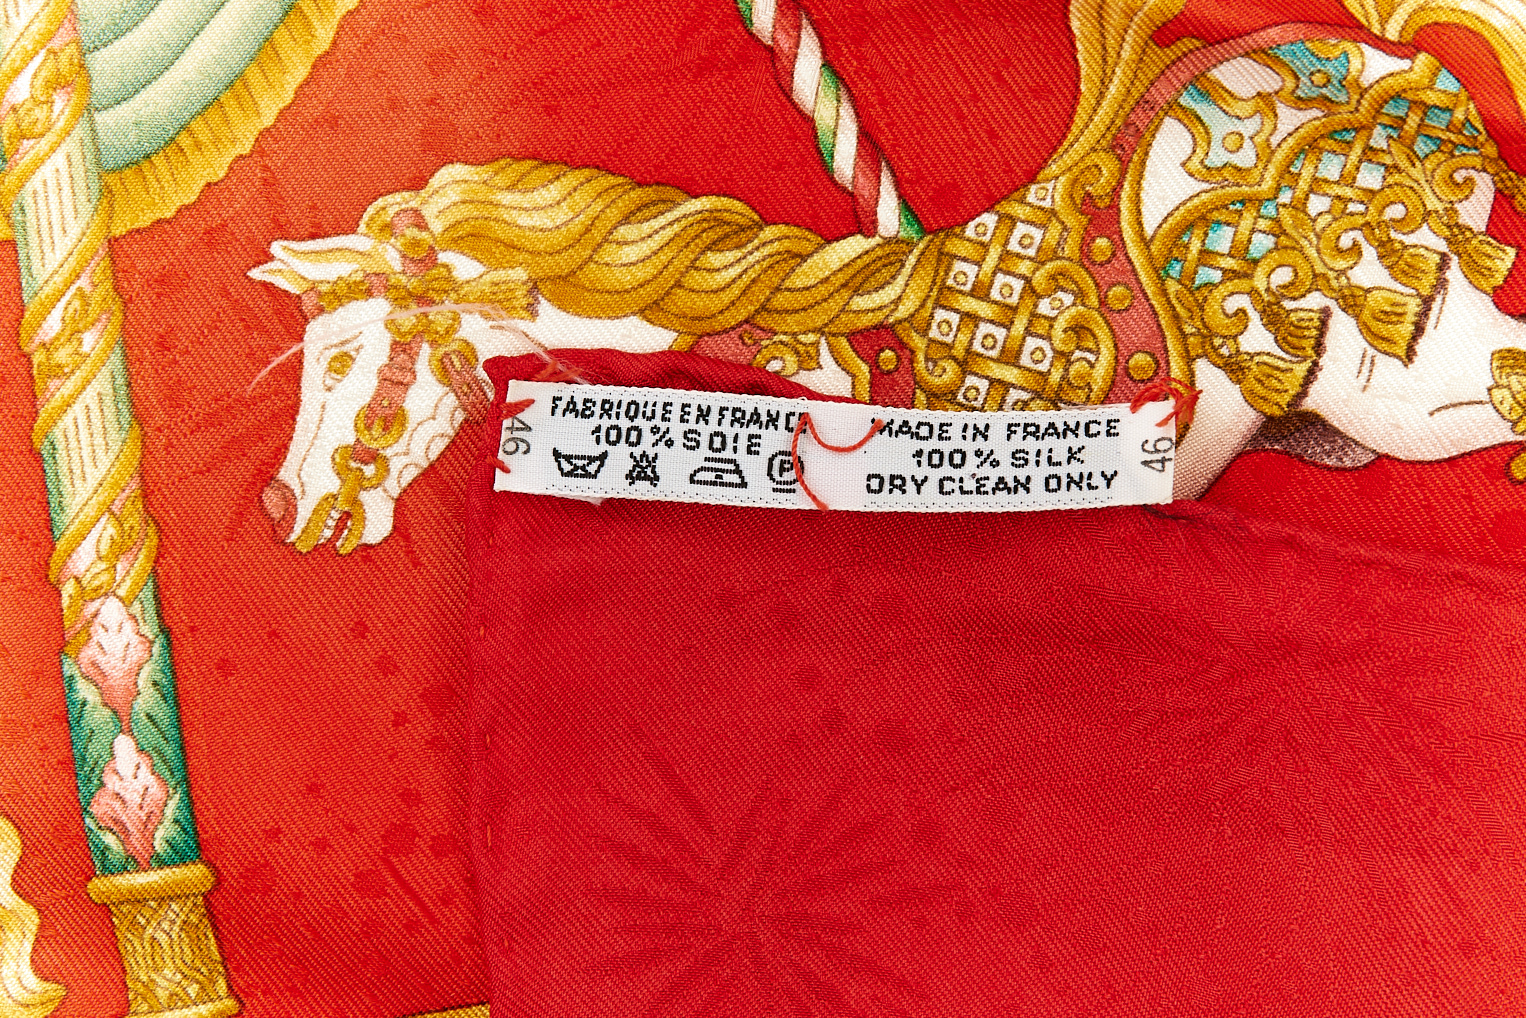 46
FABRIQUE EN FRANCE
100% SOIE
P
MADE IN FRANCE
100% SILK
DRY CLEAN ONLY
46